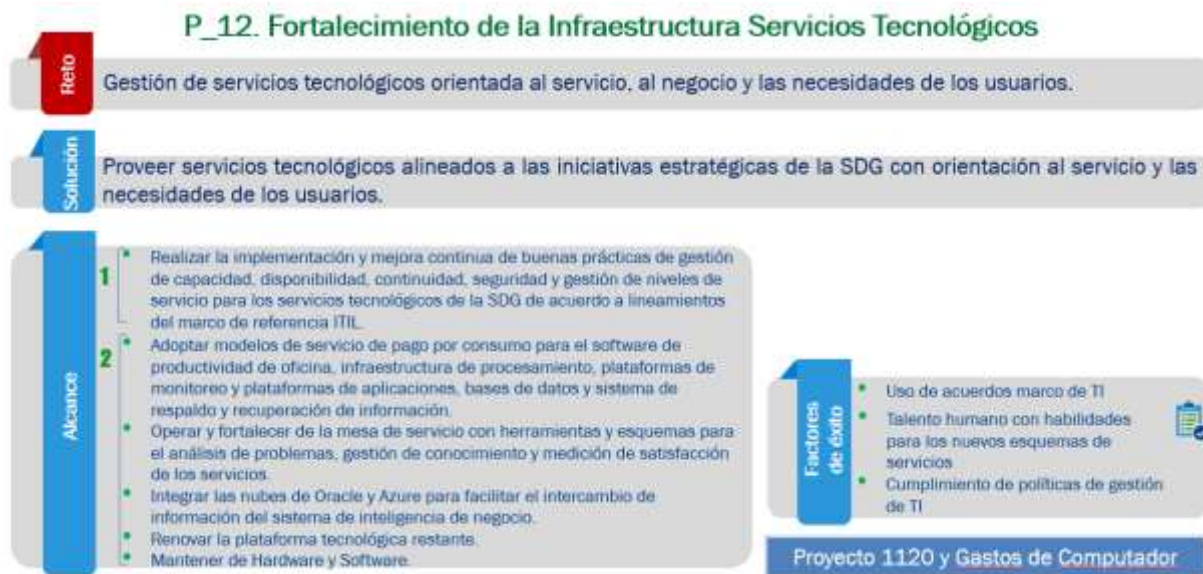 P_12. Fortalecimiento de la Infraestructura Servicios Tecnológicos
Reto
Gestión de servicios tecnológicos orientada al servicio, al negocio y las necesidades de los usuarios.
Solución
Proveer servicios tecnológicos alineados a las iniciativas estratégicas de la SDG con orientación al servicio y las
necesidades de los usuarios.
Alcance
1
• Realizar la implementación y mejora continua de buenas prácticas de gestión
de capacidad, disponibilidad, continuidad, seguridad y gestión de niveles de
servicio para los servicios tecnológicos de la SDG de acuerdo a lineamientos
del marco de referencia ITIL.
2
• Adoptar modelos de servicio de pago por consumo para el software de
productividad de oficina, infraestructura de procesamiento, plataformas de
monitoreo y plataformas de aplicaciones, bases de datos y sistema de
respaldo y recuperación de información.
• Operar y fortalecer de la mesa de servicio con herramientas y esquemas para
el análisis de problemas, gestión de conocimiento y medición de satisfacción
de los servicios.
• Integrar las nubes de Oracle y Azure para facilitar el intercambio de
información del sistema de inteligencia de negocio.
• Renovar la plataforma tecnológica restante.
• Mantener de Hardware y Software.
Factores
de éxito
• Uso de acuerdos marco de TI
• Talento humano con habilidades
para los nuevos esquemas de
servicios
• Cumplimiento de políticas de gestión
de TI
Proyecto 1120 y Gastos de Computador